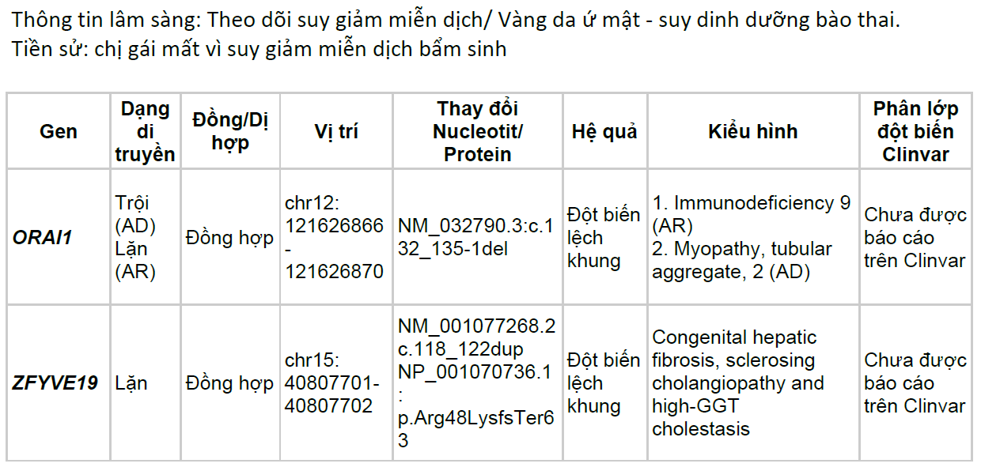 Thông tin lâm sàng: Theo dõi suy giảm miễn dịch/ Vàng da ứ mật - suy dinh dưỡng bào thai.
Tiền sử: chị gái mất vì suy giảm miễn dịch bẩm sinh
Gen
Dạng
di
truyền
Đồng/Dị
hợp
Vị trí
Thay đổi
Nucleotit/
Protein
Hệ quả
Kiểu hình
Phân lớp
đột biến
Clinvar
ORAI1
Trội
(AD)
Lặn
(AR)
Đồng hợp
chr12:
121626866
-
121626870
NM_032790.3:c.1
32_135-1del
Đột biến
lệch
khung
1. Immunodeficiency 9
(AR)
2. Myopathy, tubular
aggregate, 2 (AD)
Chưa được
báo cáo
trên Clinvar
ZFYVE19
Lặn
Đồng hợp
chr15:
40807701-
40807702
NM_001077268.2
c.118_122dup
NP_001070736.1
:
p.Arg48LysfsTer6
3
Đột biến
lệch
khung
Congenital hepatic
fibrosis, sclerosing
cholangiopathy and
high-GGT
cholestasis
Chưa được
báo cáo
trên Clinvar